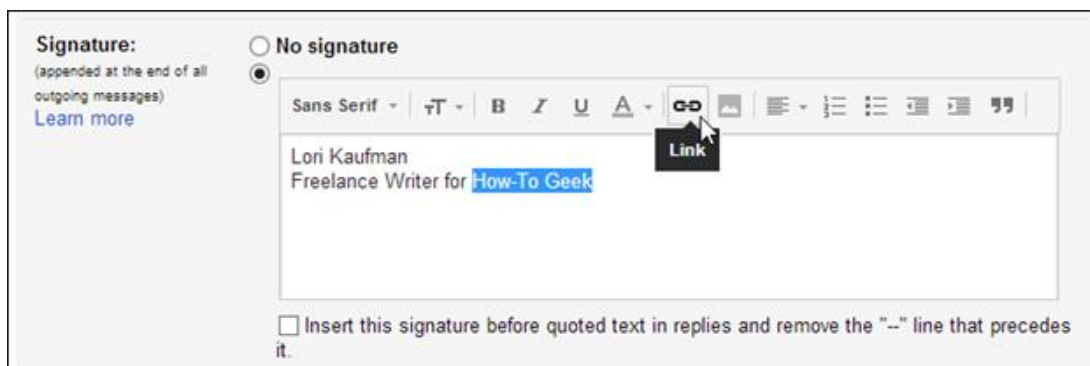 Signature:
(appended at the end of all
outgoing messages)
Learn more
No signature
Sans Serif
B I U A
Link
Lori Kaufman
Freelance Writer for How-To Geek
Insert this signature before quoted text in replies and remove the "--" line that precedes
it.